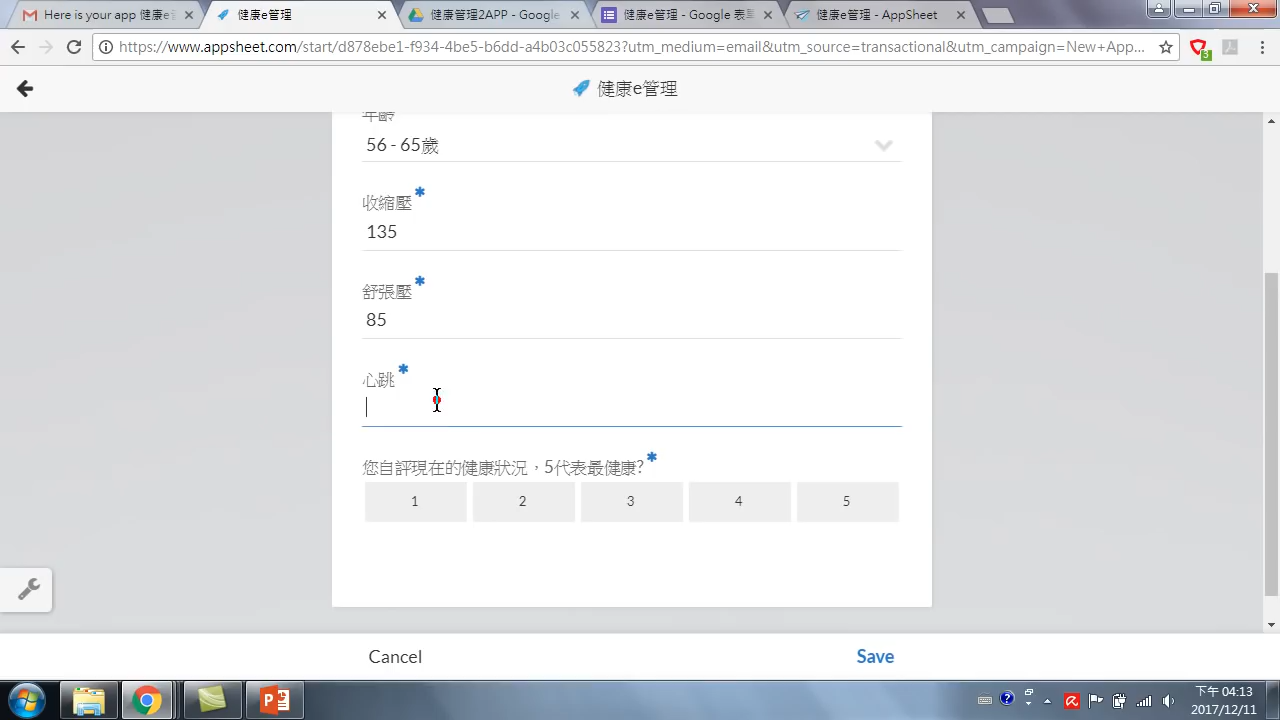 Here is your app 健康e
健康e管理
健康管理2APP - Google
健康e管理 - Google 表單
健康e管理 - AppSheet
https://www.appsheet.com/start/d878ebe1-f934-4be5-bfdd-a4b03c055823?utm_medium=email&utm_source=transactional&utm_campaign=New+App...
3
健康e管理
年齡
56 - 65歲
收縮壓*
135
舒張壓*
85
心跳*
您自評現在的健康狀況，5代表最健康?*
1 2 3 4 5
Cancel Save
下午 04:13
2017/12/11